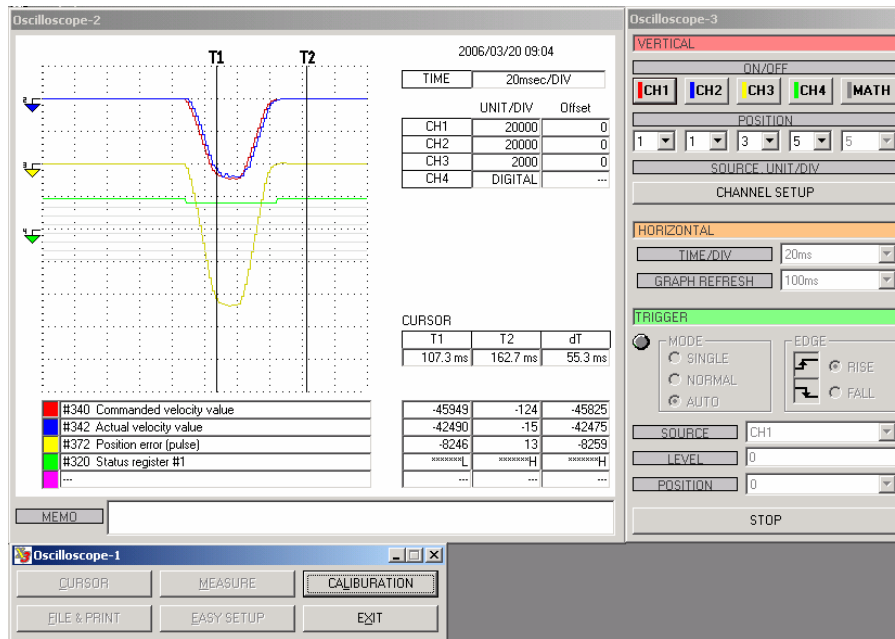 Oscilloscope-2
T1 T2
2006/03/20 09:04
TIME 20msec/DIV
UNIT/DIV Offset
CH1 20000 0
CH2 20000 0
CH3 2000 0
CH4 DIGITAL ---
CURSOR
T1 T2 dT
107.3 ms 162.7 ms 55.3 ms
#340 Commanded velocity value -45949 -124 -45825
#342 Actual velocity value -42490 -15 -42475
#372 Position error (pulse) -8246 13 -8259
#320 Status register #1 *******L *******H *******H
--- --- --- ---
MEMO
Oscilloscope-3
VERTICAL
ON/OFF
CH1 CH2 CH3 CH4 MATH
POSITION
1 1 3 5 5
SOURCE, UNIT/DIV
CHANNEL SETUP
HORIZONTAL
TIME/DIV 20ms
GRAPH REFRESH 100ms
TRIGGER
MODE EDGE
SINGLE
RISE
NORMAL
FALL
AUTO
SOURCE CH1
LEVEL 0
POSITION 0
STOP
Oscilloscope-1
CURSOR MEASURE CALIBURATION
FILE & PRINT EASY SETUP EXIT